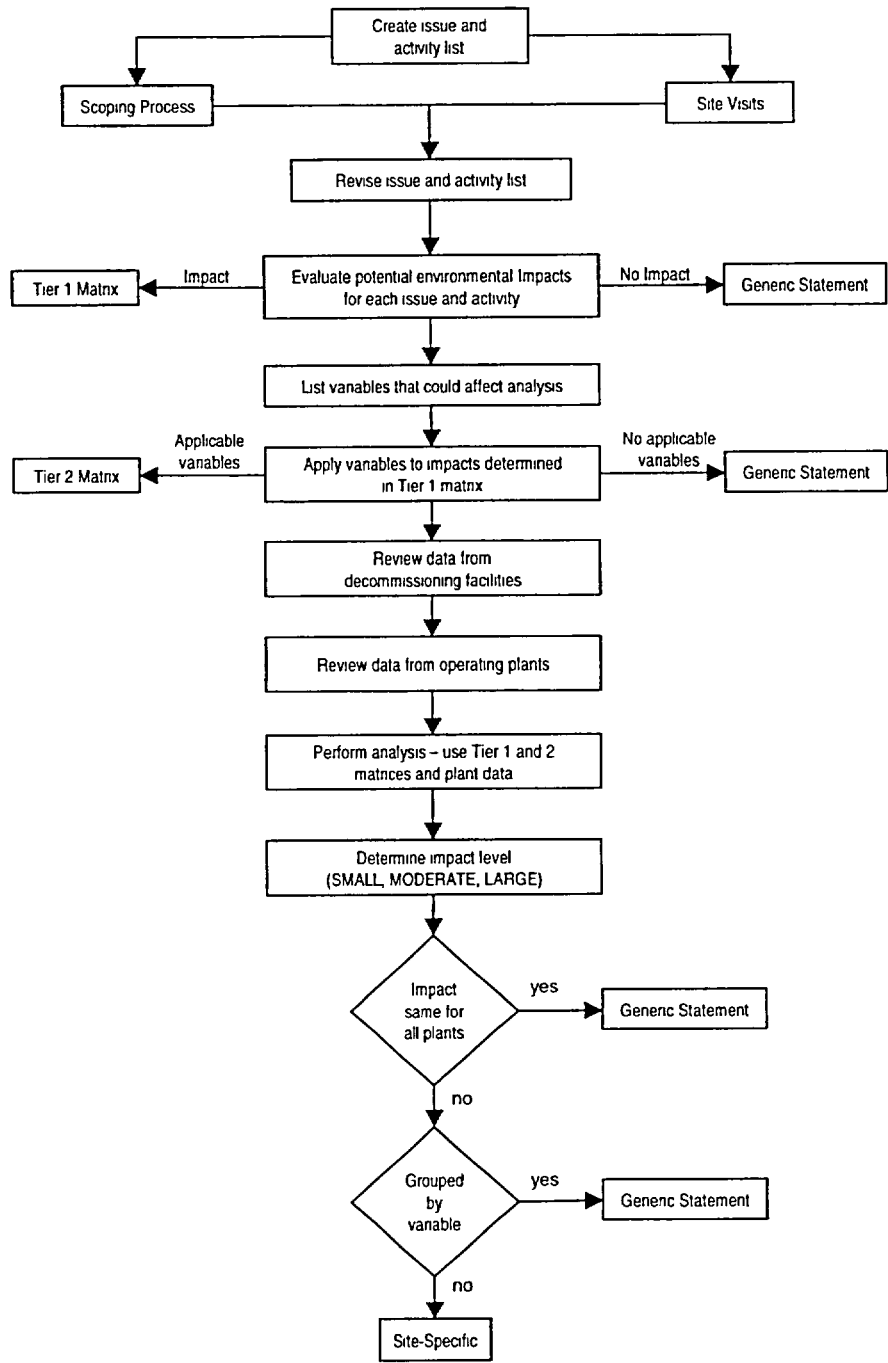 Create issue and
activity list
Scoping Process
Site Visits
Revise issue and activity list
Tier 1 Matrix
Impact
Evaluate potential environmental Impacts
for each issue and activity
No Impact
Generic Statement
List variables that could affect analysis
Tier 2 Matrix
Applicable
variables
Apply variables to impacts determined
in Tier 1 matrix
No applicable
variables
Generic Statement
Review data from
decommissioning facilities
Review data from operating plants
Perform analysis – use Tier 1 and 2
matrices and plant data
Determine impact level
(SMALL, MODERATE, LARGE)
Impact
same for
all plants
yes
Generic Statement
no
Grouped
by
variable
yes
Generic Statement
no
Site-Specific